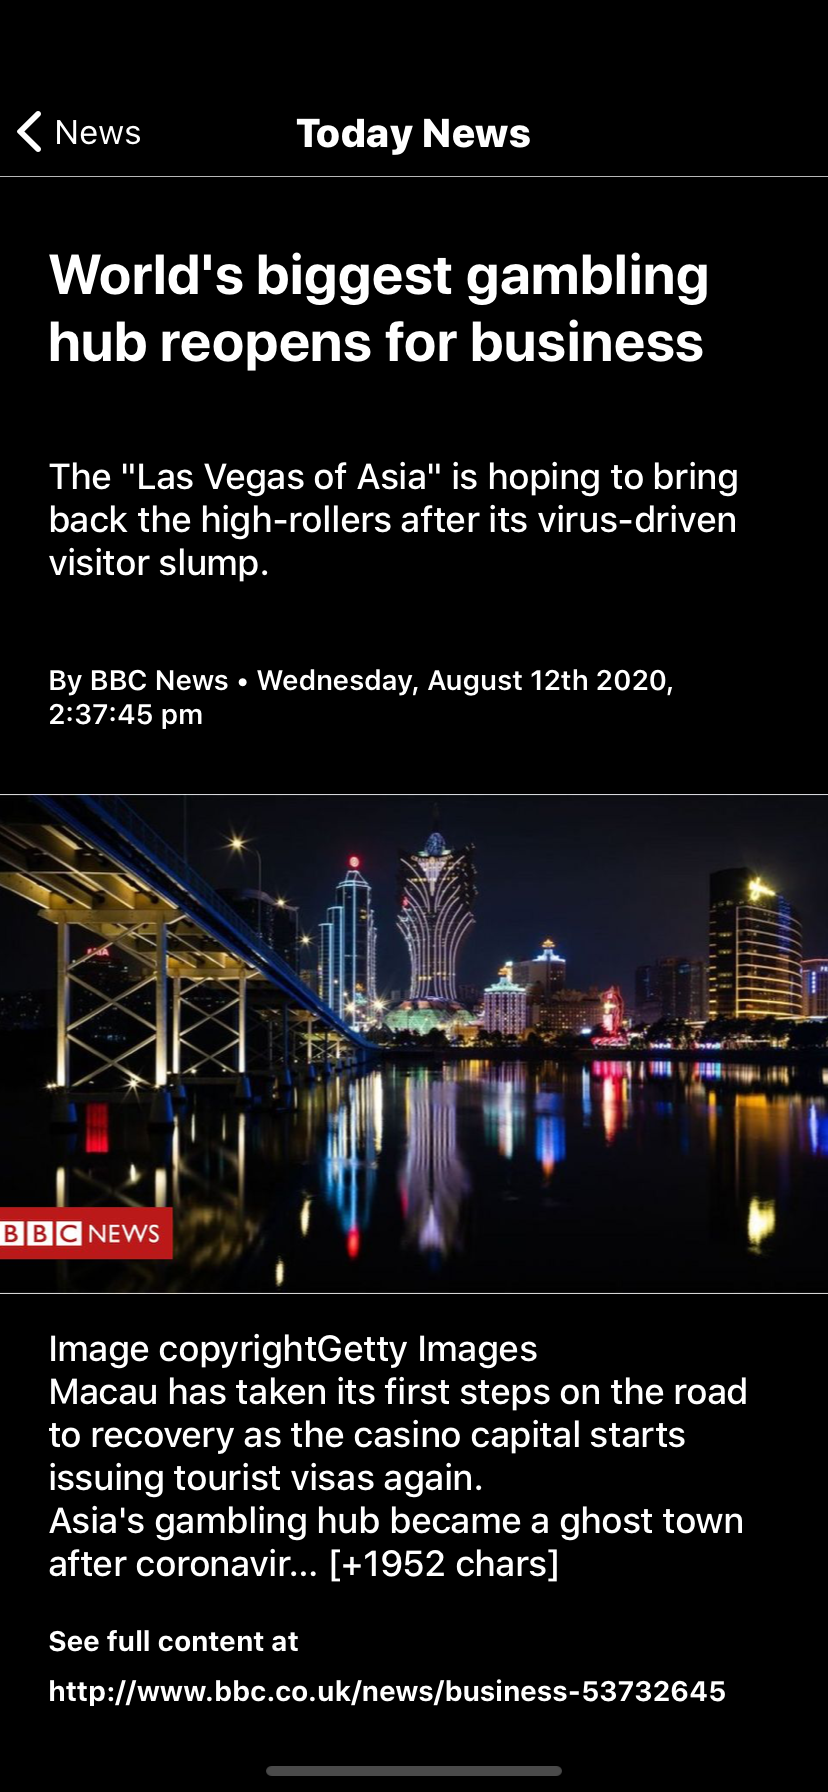 News
Today News
World's biggest gambling
hub reopens for business
The "Las Vegas of Asia" is hoping to bring
back the high-rollers after its virus-driven
visitor slump.
By BBC News • Wednesday, August 12th 2020,
2:37:45 pm
BBC NEWS
Image copyrightGetty Images
Macau has taken its first steps on the road
to recovery as the casino capital starts
issuing tourist visas again.
Asia's gambling hub became a ghost town
after coronavir... [+1952 chars]
See full content at
http://www.bbc.co.uk/news/business-53732645